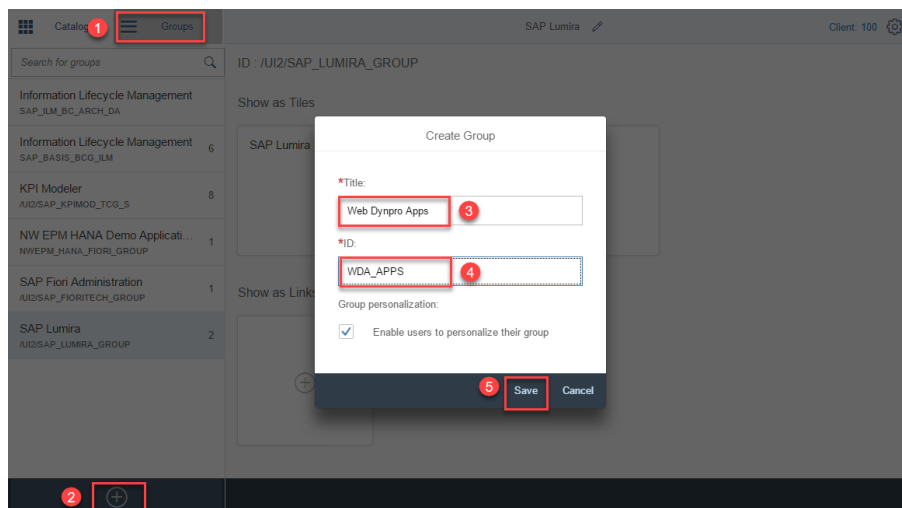 Catalog
1
Groups
SAP Lumira
Client: 100
Search for groups
ID : /UI2/SAP_LUMIRA_GROUP
Information Lifecycle Management
SAP_ILM_BC_ARCH_DA
Show as Tiles
Information Lifecycle Management 6
SAP_BASIS_BCG_ILM
SAP Lumira
KPI Modeler 8
/UI2/SAP_KPIMOD_TCG_S
NW EPM HANA Demo Applicati... 1
NWEPM_HANA_FIORI_GROUP
SAP Fiori Administration 1
/UI2/SAP_FIORITECH_GROUP
Show as Links
SAP Lumira 2
/UI2/SAP_LUMIRA_GROUP
Create Group
*Title:
Web Dynpro Apps 3
*ID:
WDA_APPS 4
Group personalization:
Enable users to personalize their group
5 Save Cancel
2